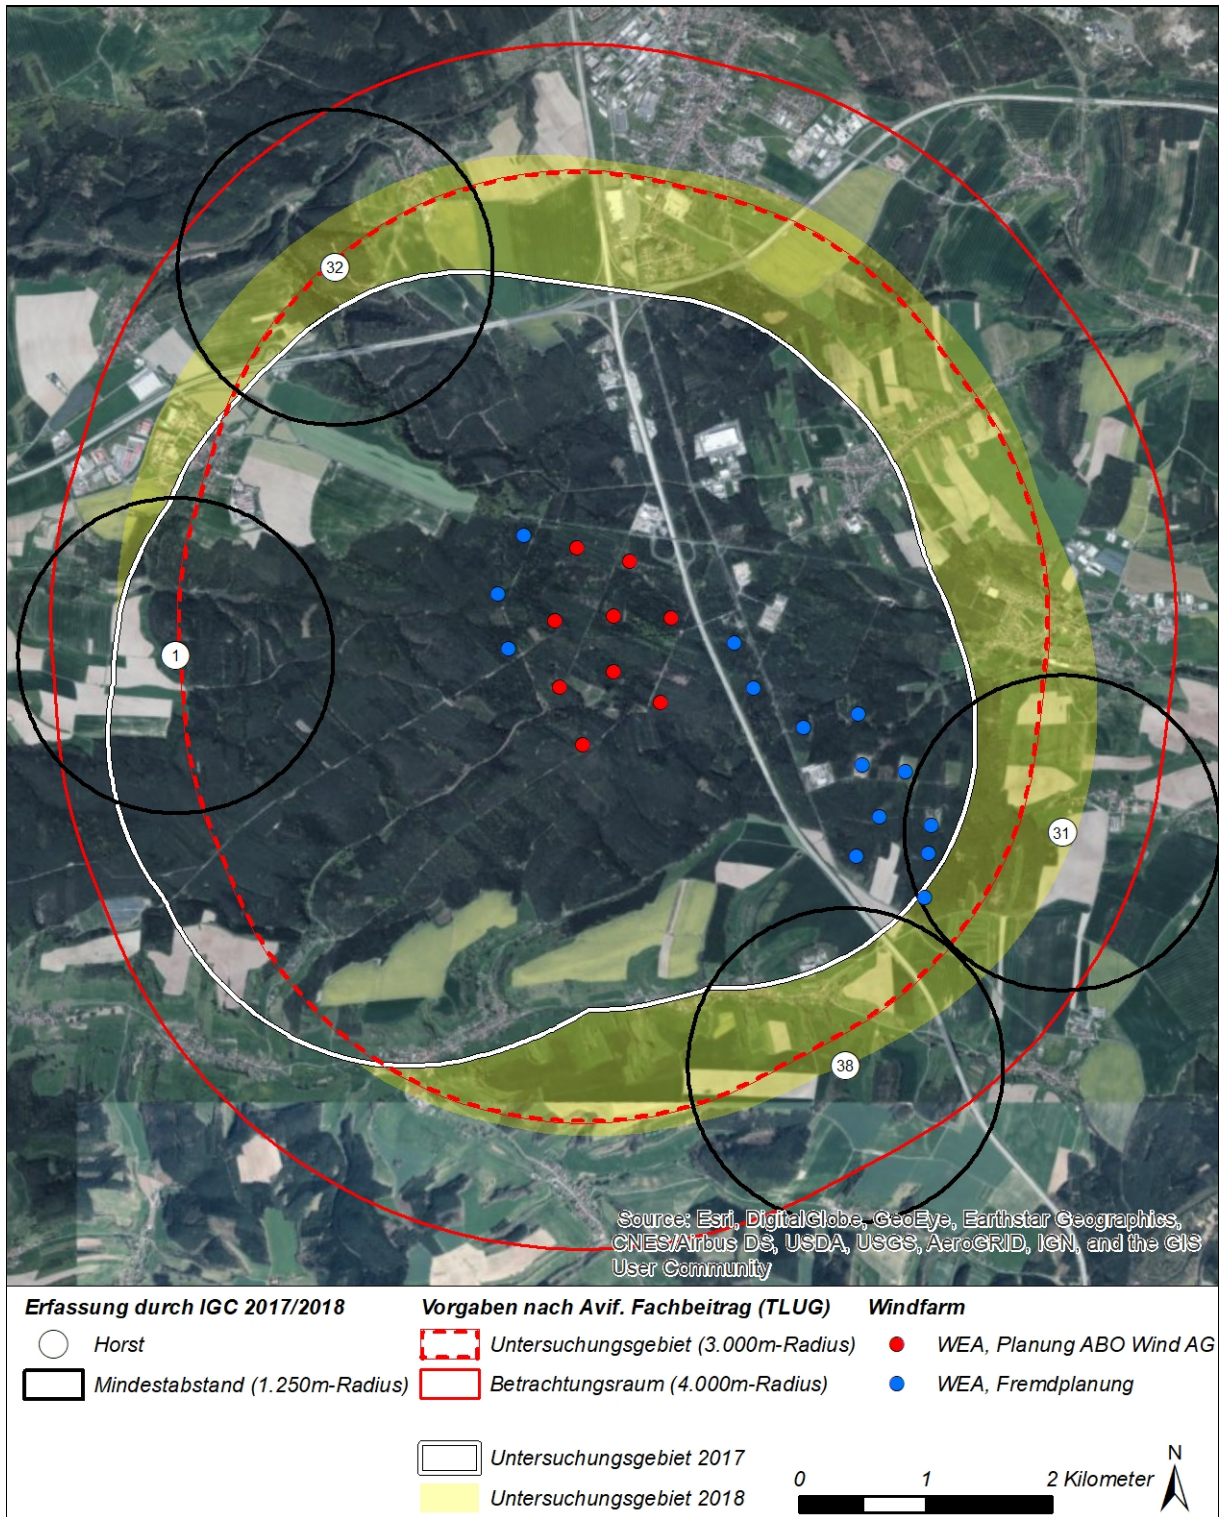 32
1
31
38
Source: Esri, DigitalGlobe, GeoEye, Earthstar Geographics,
CNES/Airbus DS, USDA, USGS, AeroGRID, IGN, and the GIS
User Community
Erfassung durch IGC 2017/2018
Horst
Mindestabstand (1.250m-Radius)
Vorgaben nach Avif. Fachbeitrag (TLUG)
Untersuchungsgebiet (3.000m-Radius)
Betrachtungsraum (4.000m-Radius)
Untersuchungsgebiet 2017
Untersuchungsgebiet 2018
Windfarm
WEA, Planung ABO Wind AG
WEA, Fremdplanung
0 1 2 Kilometer
N